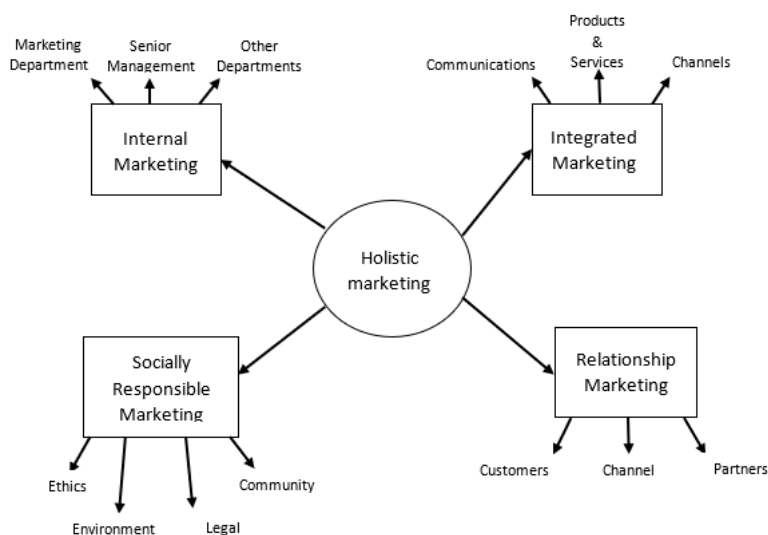 Marketing
Department
Senior
Management
Other
Departments
Internal
Marketing
Products
&
Services
Communications
Channels
Integrated
Marketing
Holistic
marketing
Socially
Responsible
Marketing
Ethics
Environment
Legal
Community
Relationship
Marketing
Customers
Channel
Partners